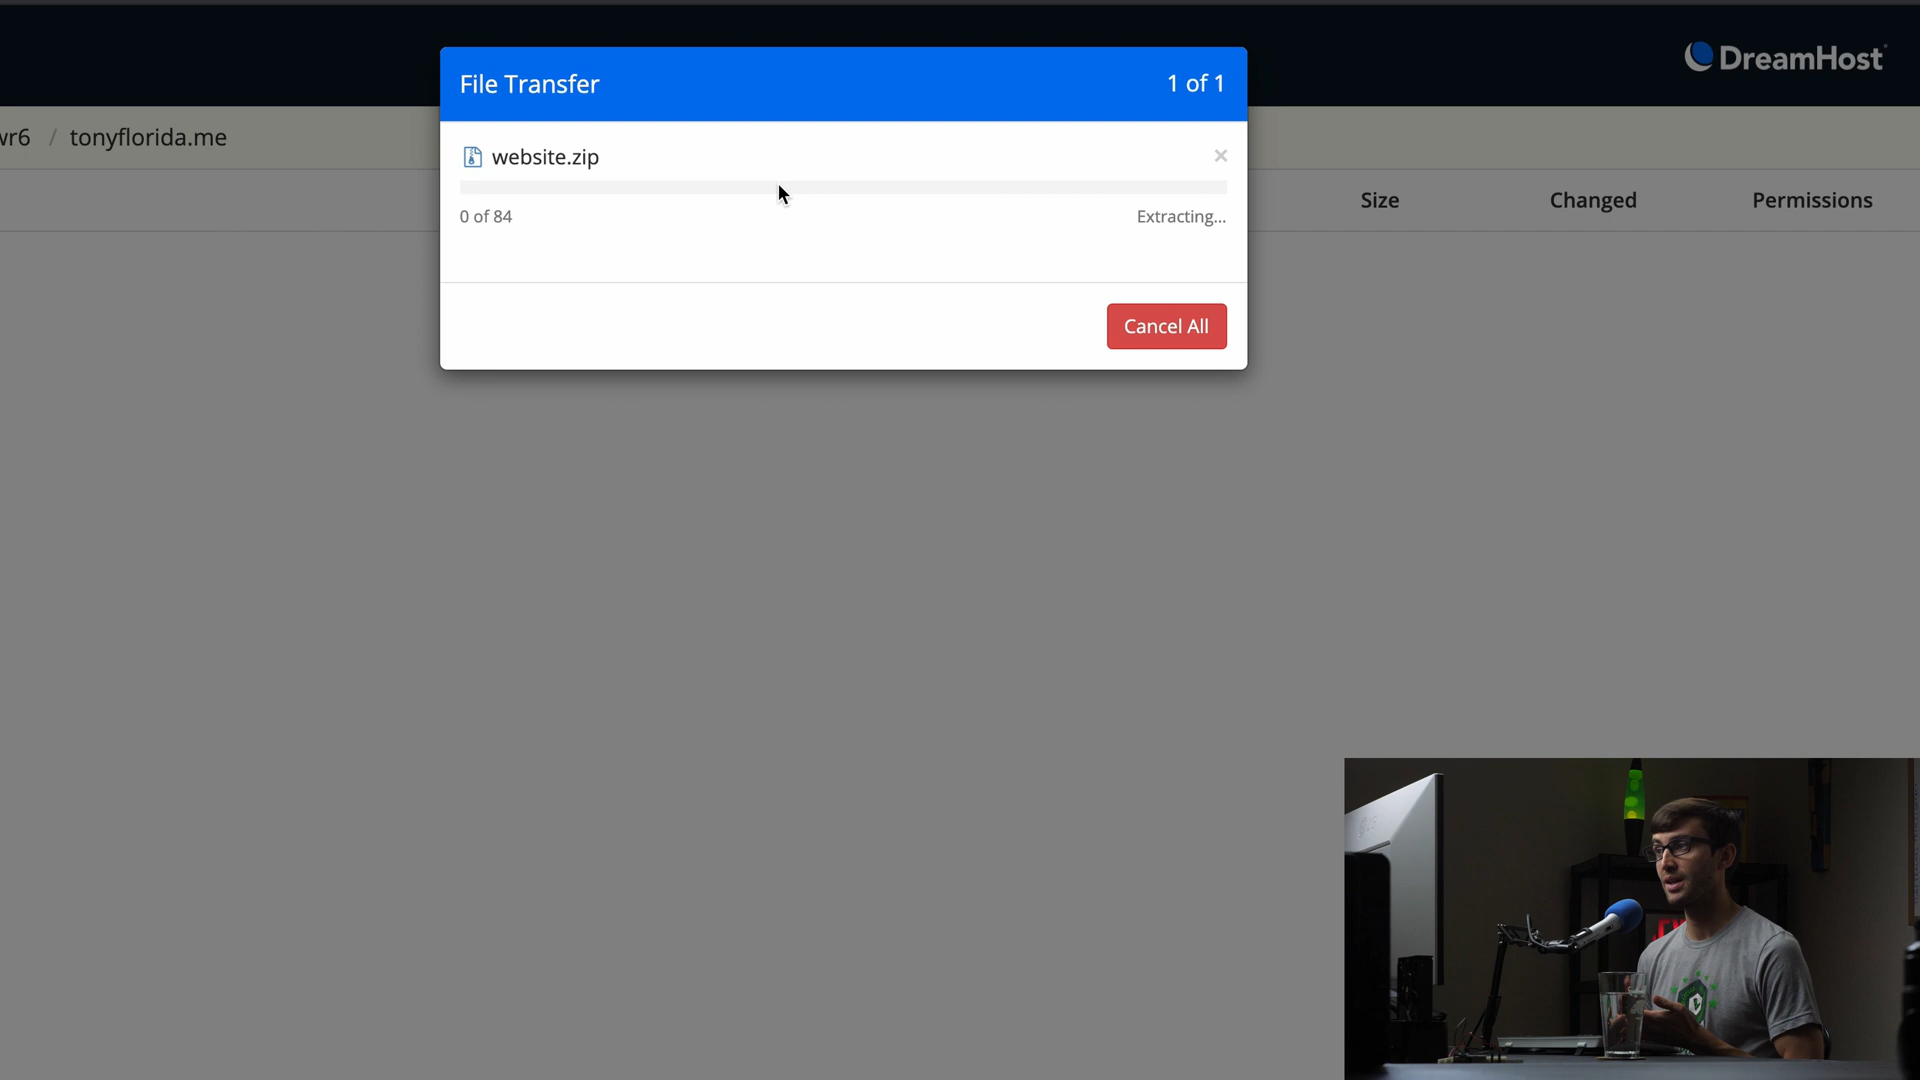 DreamHost
wr6 / tonyflorida.me
File Transfer 1 of 1
website.zip ×
0 of 84 Extracting...
Cancel All
Size Changed Permissions